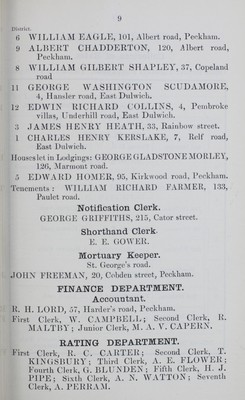 9
District.
6 WILLIAM EAGLE, 101, Albert road, Peckham.
9 ALBERT CHADDERTON, 120, Albert road,
Peckham.
8 WILLIAM GILBERT SHAPLEY, 37, Copeland
road
11 GEORGE WASHINGTON SCUDAMORE,
4, Hansler road, East Dulwich.
12 EDWIN RICHARD COLLINS, 4, Pembroke
villas, Underhill road, East Dulwich.
3 JAMES HENRY HEATH, 33, Rainbow street.
1 CHARLES HENRY KERSLAKE, 7, Relf road,
East Dulwich.
Houses let in Lodgings: GEORGE GLADSTONE MORLEY,
126, Marmont road.
5 EDWARD HOMER, 95, Kirkwood road, Peckham.
Tenements : WILLIAM RICHARD FARMER, 133,
Paulet road.
Notification Clerk.
GEORGE GRIFFITHS, 215, Cator street.
Shorthand Clerk.
E. E. GOWER.
Mortuary Keeper.
St. George's road.
JOHN FREEMAN, 20, Cobden street, Peckham.
FINANCE DEPARTMENT.
Accountant.
R. H. LORD, 57, Harder's road, Peckham.
First Clerk, W. CAMPBELL; Second Clerk, R.
MALTBY; Junior Clerk, M. A. V. CAPERN.
RATING DEPARTMENT.
First Clerk, R. C. CARTER; Second Clerk, T.
KINGSBURY; Third Clerk, A. E. FLOWER;
Fourth Clerk, G. BLUNDEN; Fifth Clerk, H. J.
PIPE; Sixth Clerk, A. N. WATTON; Seventh
Clerk, A. PERRAM.